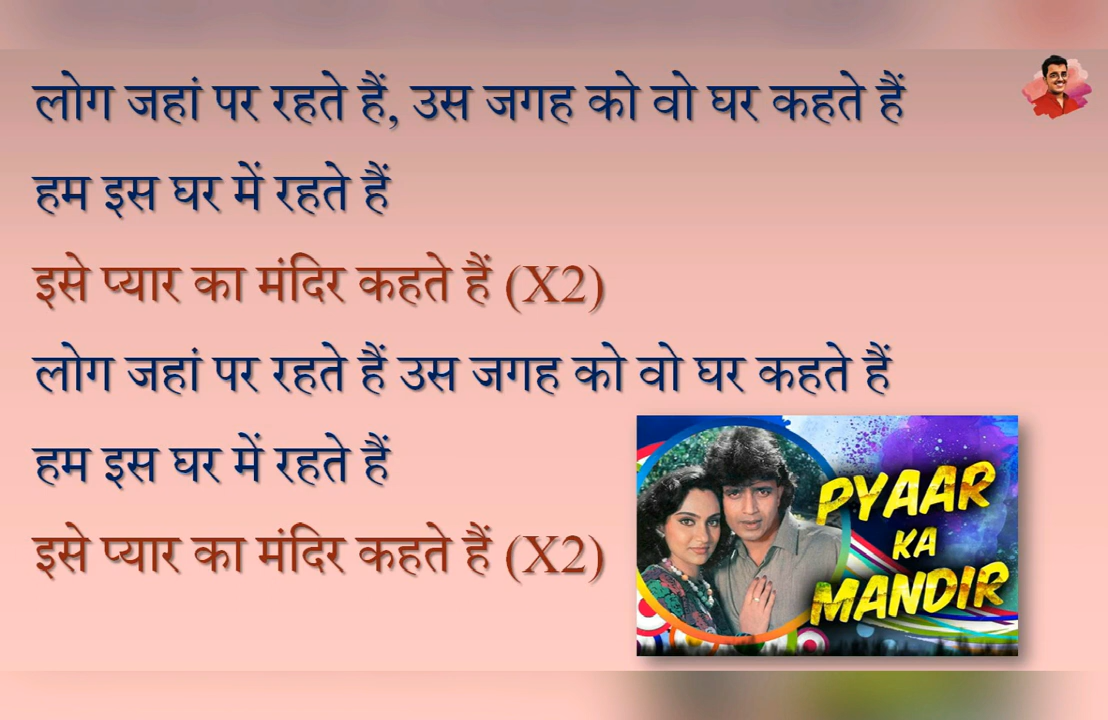 लोग जहां पर रहते हैं, उस जगह को वो घर कहते हैं
हम इस घर में रहते हैं
इसे प्यार का मंदिर कहते हैं (X2)
लोग जहां पर रहते हैं उस जगह को वो घर कहते हैं
हम इस घर में रहते हैं
इसे प्यार का मंदिर कहते हैं (X2)
PYAAR
KA
MANDIR